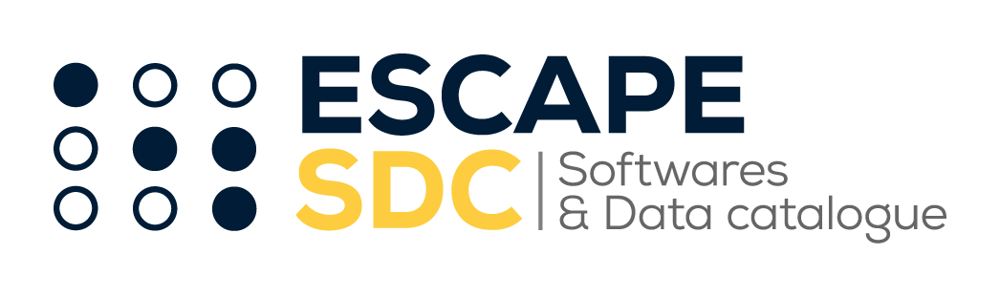 ESCAPE
SDC
Softwares
& Data catalogue